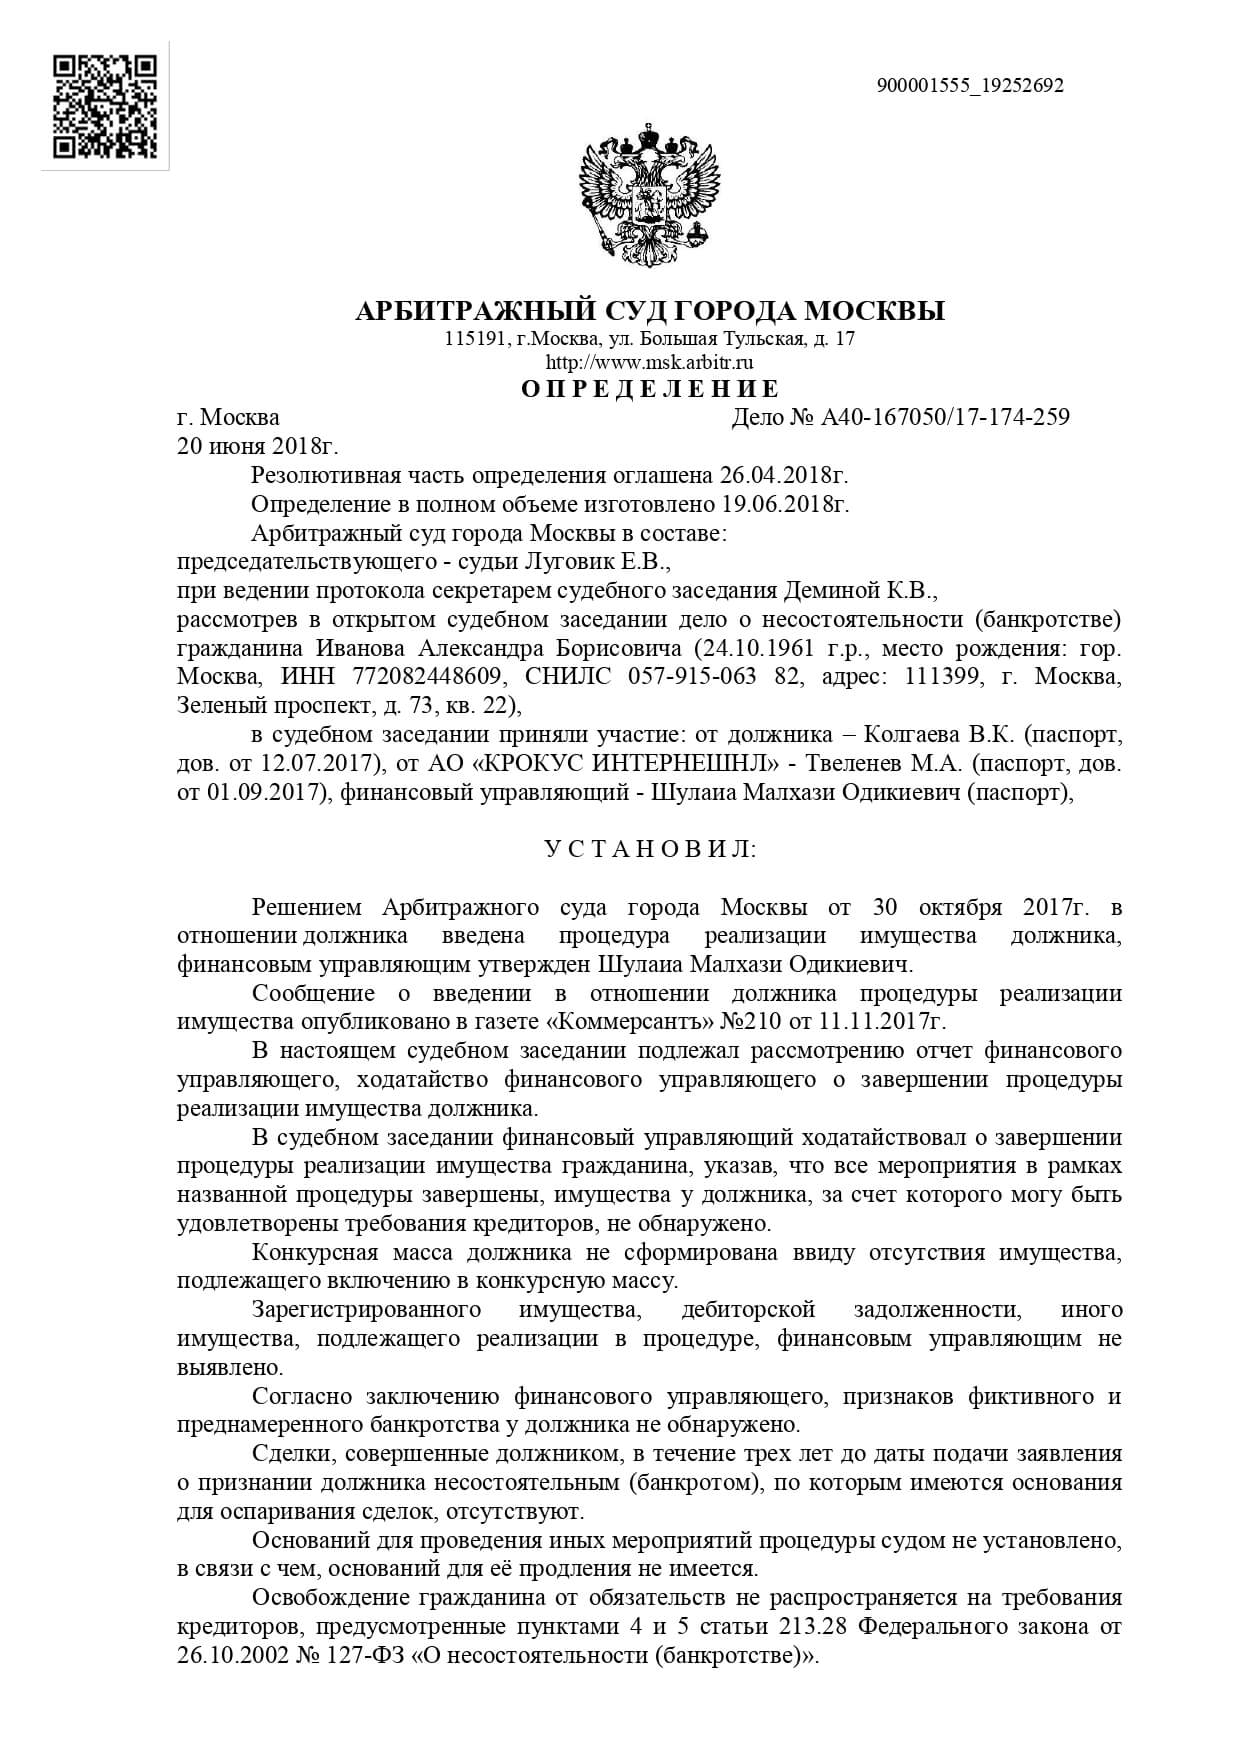 900001555_19252692
АРБИТРАЖНЫЙ СУД ГОРОДА МОСКВЫ
115191, г.Москва, ул. Большая Тульская, д. 17
http://www.msk.arbitr.ru
О П Р Е Д Е Л Е Н И Е
г. Москва Дело № А40-167050/17-174-259
20 июня 2018г.
Резолютивная часть определения оглашена 26.04.2018г.
Определение в полном объеме изготовлено 19.06.2018г.
Арбитражный суд города Москвы в составе:
председательствующего - судьи Луговик Е.В.,
при ведении протокола секретарем судебного заседания Деминой К.В.,
рассмотрев в открытом судебном заседании дело о несостоятельности (банкротстве)
гражданина Иванова Александра Борисовича (24.10.1961 г.р., место рождения: гор.
Москва, ИНН 772082448609, СНИЛС 057-915-063 82, адрес: 111399, г. Москва,
Зеленый проспект, д. 73, кв. 22),
в судебном заседании приняли участие: от должника – Колгаева В.К. (паспорт,
дов. от 12.07.2017), от АО «КРОКУС ИНТЕРНЕШНЛ» - Твеленев М.А. (паспорт, дов.
от 01.09.2017), финансовый управляющий - Шулаиа Малхази Одикиевич (паспорт),
У С Т А Н О В И Л:
Решением Арбитражного суда города Москвы от 30 октября 2017г. в
отношении должника введена процедура реализации имущества должника,
финансовым управляющим утвержден Шулаиа Малхази Одикиевич.
Сообщение о введении в отношении должника процедуры реализации
имущества опубликовано в газете «Коммерсантъ» №210 от 11.11.2017г.
В настоящем судебном заседании подлежал рассмотрению отчет финансового
управляющего, ходатайство финансового управляющего о завершении процедуры
реализации имущества должника.
В судебном заседании финансовый управляющий ходатайствовал о завершении
процедуры реализации имущества гражданина, указав, что все мероприятия в рамках
названной процедуры завершены, имущества у должника, за счет которого могу быть
удовлетворены требования кредиторов, не обнаружено.
Конкурсная масса должника не сформирована ввиду отсутствия имущества,
подлежащего включению в конкурсную массу.
Зарегистрированного имущества, дебиторской задолженности, иного
имущества, подлежащего реализации в процедуре, финансовым управляющим не
выявлено.
Согласно заключению финансового управляющего, признаков фиктивного и
преднамеренного банкротства у должника не обнаружено.
Сделки, совершенные должником, в течение трех лет до даты подачи заявления
о признании должника несостоятельным (банкротом), по которым имеются основания
для оспаривания сделок, отсутствуют.
Оснований для проведения иных мероприятий процедуры судом не установлено,
в связи с чем, оснований для её продления не имеется.
Освобождение гражданина от обязательств не распространяется на требования
кредиторов, предусмотренные пунктами 4 и 5 статьи 213.28 Федерального закона от
26.10.2002 № 127-ФЗ «О несостоятельности (банкротстве)».